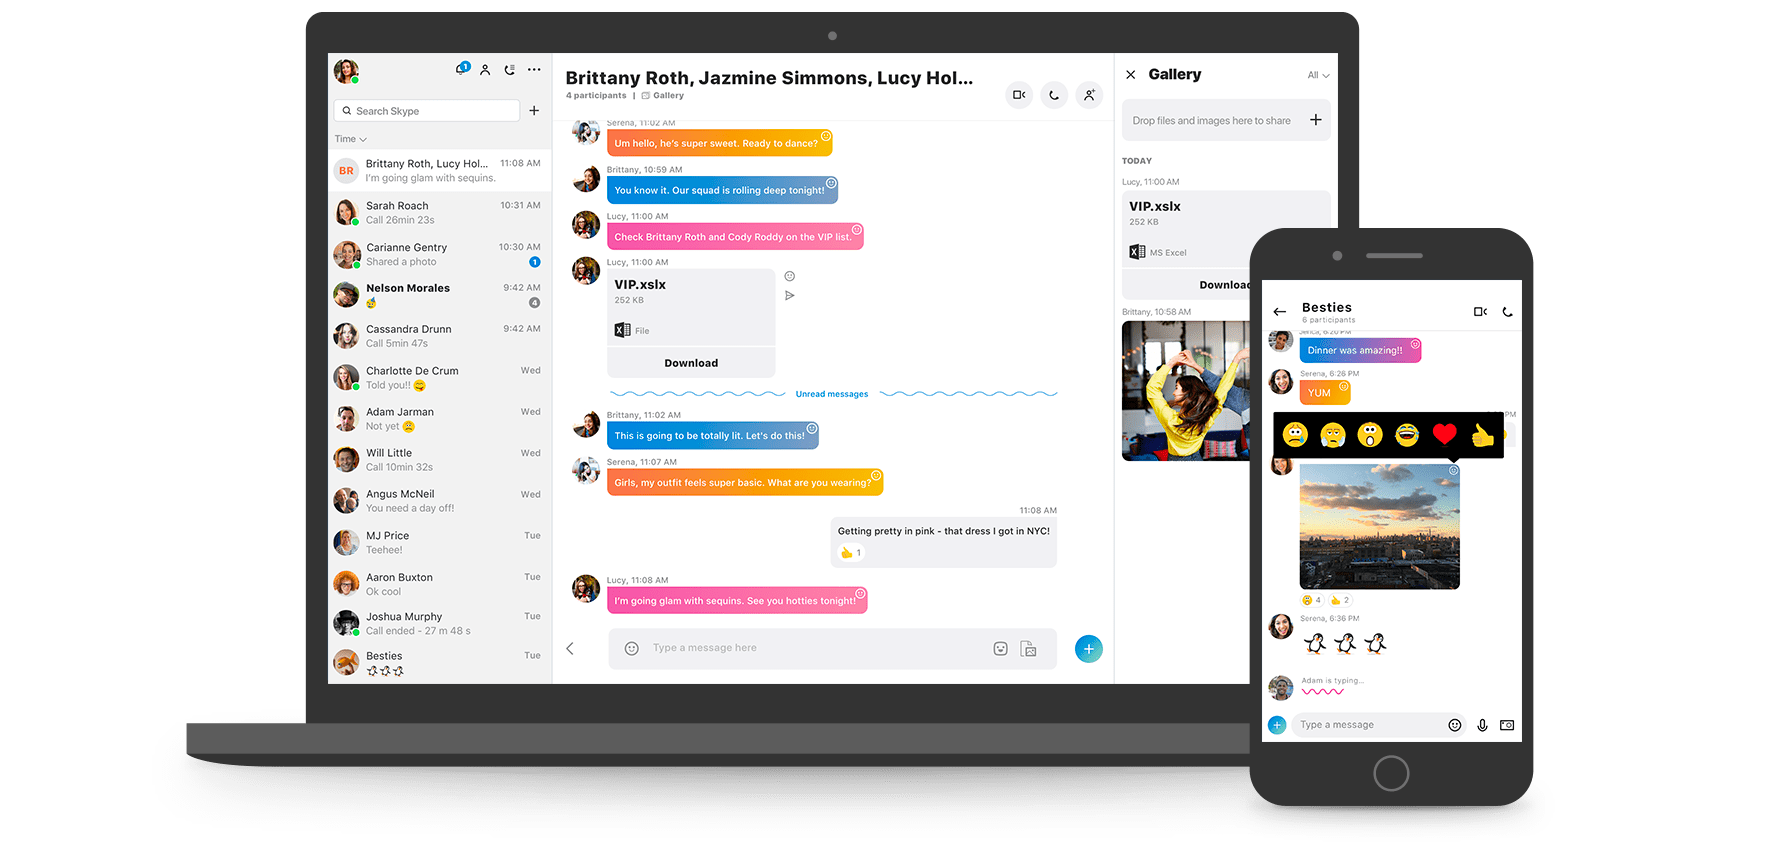 1
Search Skype
Time
BR
Brittany Roth, Lucy Hol...
11:08 AM
I'm going glam with sequins.
Sarah Roach
10:31 AM
Call 26min 23s
Carianne Gentry
10:30 AM
Shared a photo
1
Nelson Morales
9:42 AM
4
Cassandra Drunn
9:42 AM
Call 5min 47s
Charlotte De Crum
Wed
Told you!!
Adam Jarman
Wed
Not yet
Will Little
Wed
Call 10min 32s
Angus McNeil
Wed
You need a day off!
MJ Price
Tue
Teehee!
Aaron Buxton
Tue
Ok cool
Joshua Murphy
Tue
Call ended - 27 m 48 s
Besties
Tue
Brittany Roth, Jazmine Simmons, Lucy Hol...
4 participants | Gallery
Serena, 11:02 AM
Um hello, he's super sweet. Ready to dance?
Brittany, 10:59 AM
You know it. Our squad is rolling deep tonight!
Lucy, 11:00 AM
Check Brittany Roth and Cody Roddy on the VIP list.
Lucy, 11:00 AM
VIP.xslx
252 KB
File
Download
Unread messages
Brittany, 11:02 AM
This is going to be totally lit. Let's do this!
Serena, 11:07 AM
Girls, my outfit feels super basic. What are you wearing?
11:08 AM
Getting pretty in pink - that dress I got in NYC!
1
Lucy, 11:08 AM
I'm going glam with sequins. See you hotties tonight!
Type a message here
Gallery
All
Drop files and images here to share
TODAY
Lucy, 11:00 AM
VIP.xslx
252 KB
MS Excel
Download
Brittany, 10:58 AM
Besties
6 participants
Dinner was amazing!!
Serena, 6:26 PM
YUM
PM
4
2
Serena, 6:36 PM
Adam is typing...
Type a message